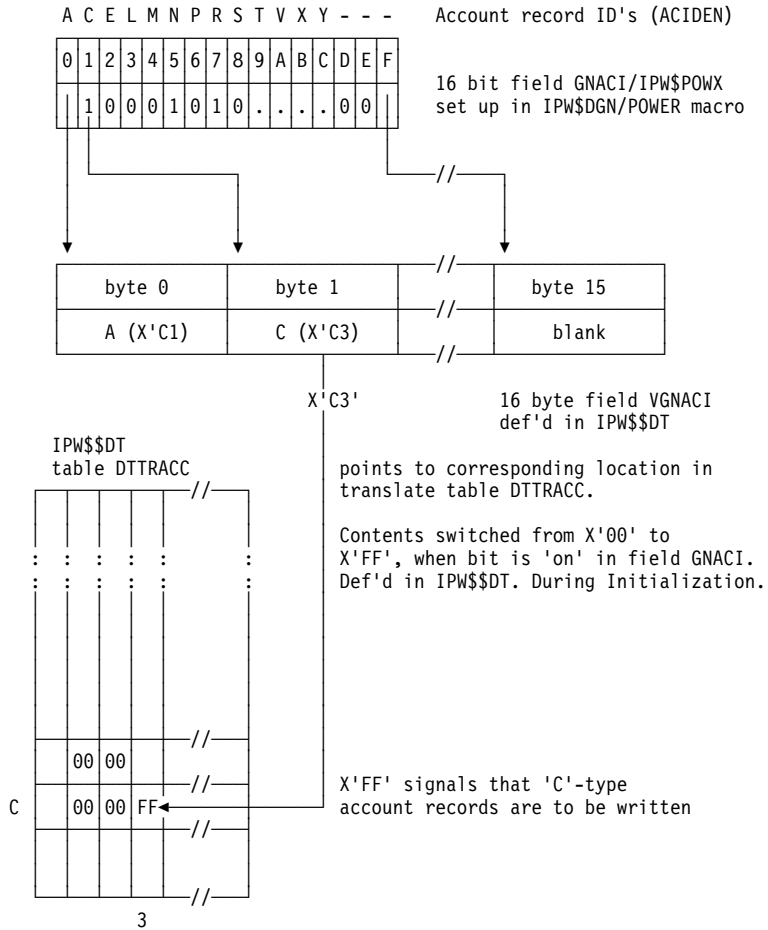 A C E L M N P R S T V X Y - - - Account record ID's (ACIDEN)
0 1 2 3 4 5 6 7 8 9 A B C D E F
16 bit field GNACI/IPW$POWX
1 0 0 0 1 0 1 0 . . . . 0 0 set up in IPW$DGN/POWER macro
//
//
byte 0 byte 1 byte 15
//
A (X'C1) C (X'C3) blank
//
X'C3' 16 byte field VGNACI
def'd in IPW$$DT
IPW$$DT
table DTTRACC points to corresponding location in
// translate table DTTRACC.
Contents switched from X'00' to
: : : : : : X'FF', when bit is 'on' in field GNACI.
: : : : : : Def'd in IPW$$DT. During Initialization.
//
00 00
// X'FF' signals that 'C'-type
C 00 00 FF account records are to be written
//
//
3